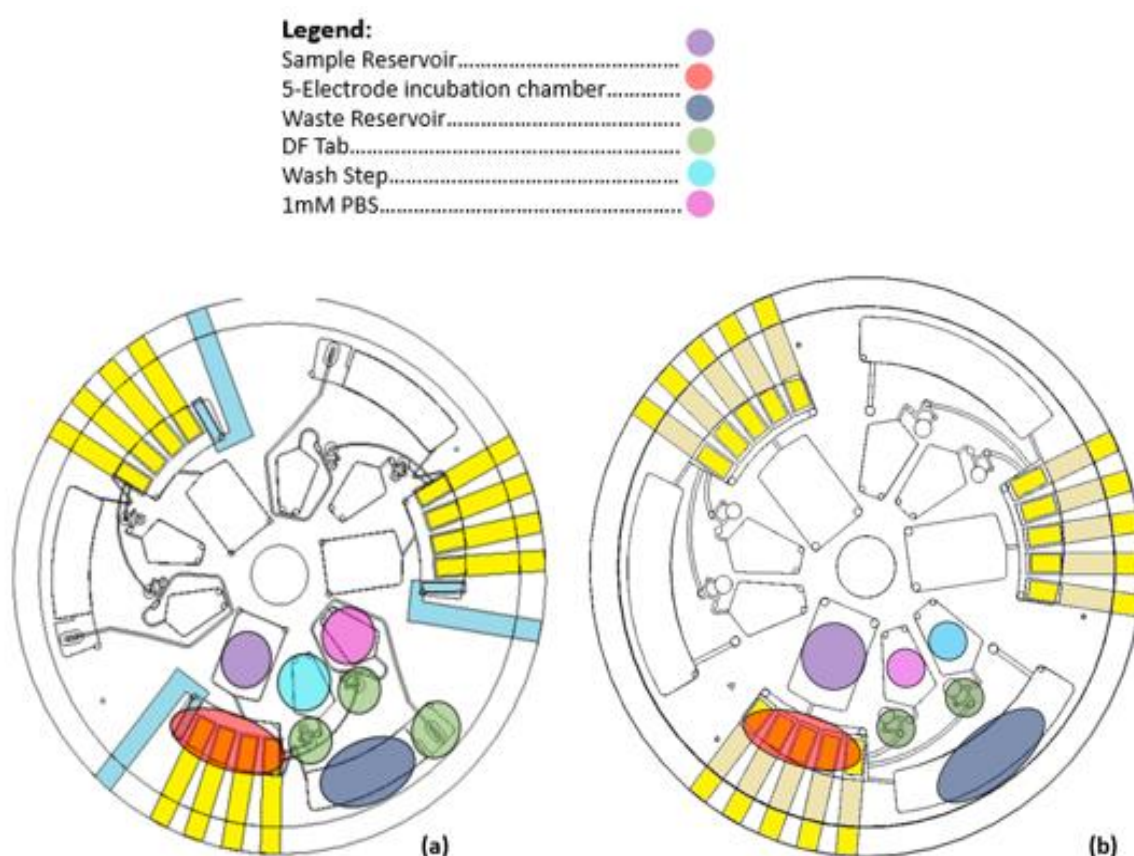 Legend:
Sample Reservoir........................................
5-Electrode incubation chamber.............
Waste Reservoir..........................................
DF Tab...........................................................
Wash Step....................................................
1mM PBS......................................................
(a)
(b)